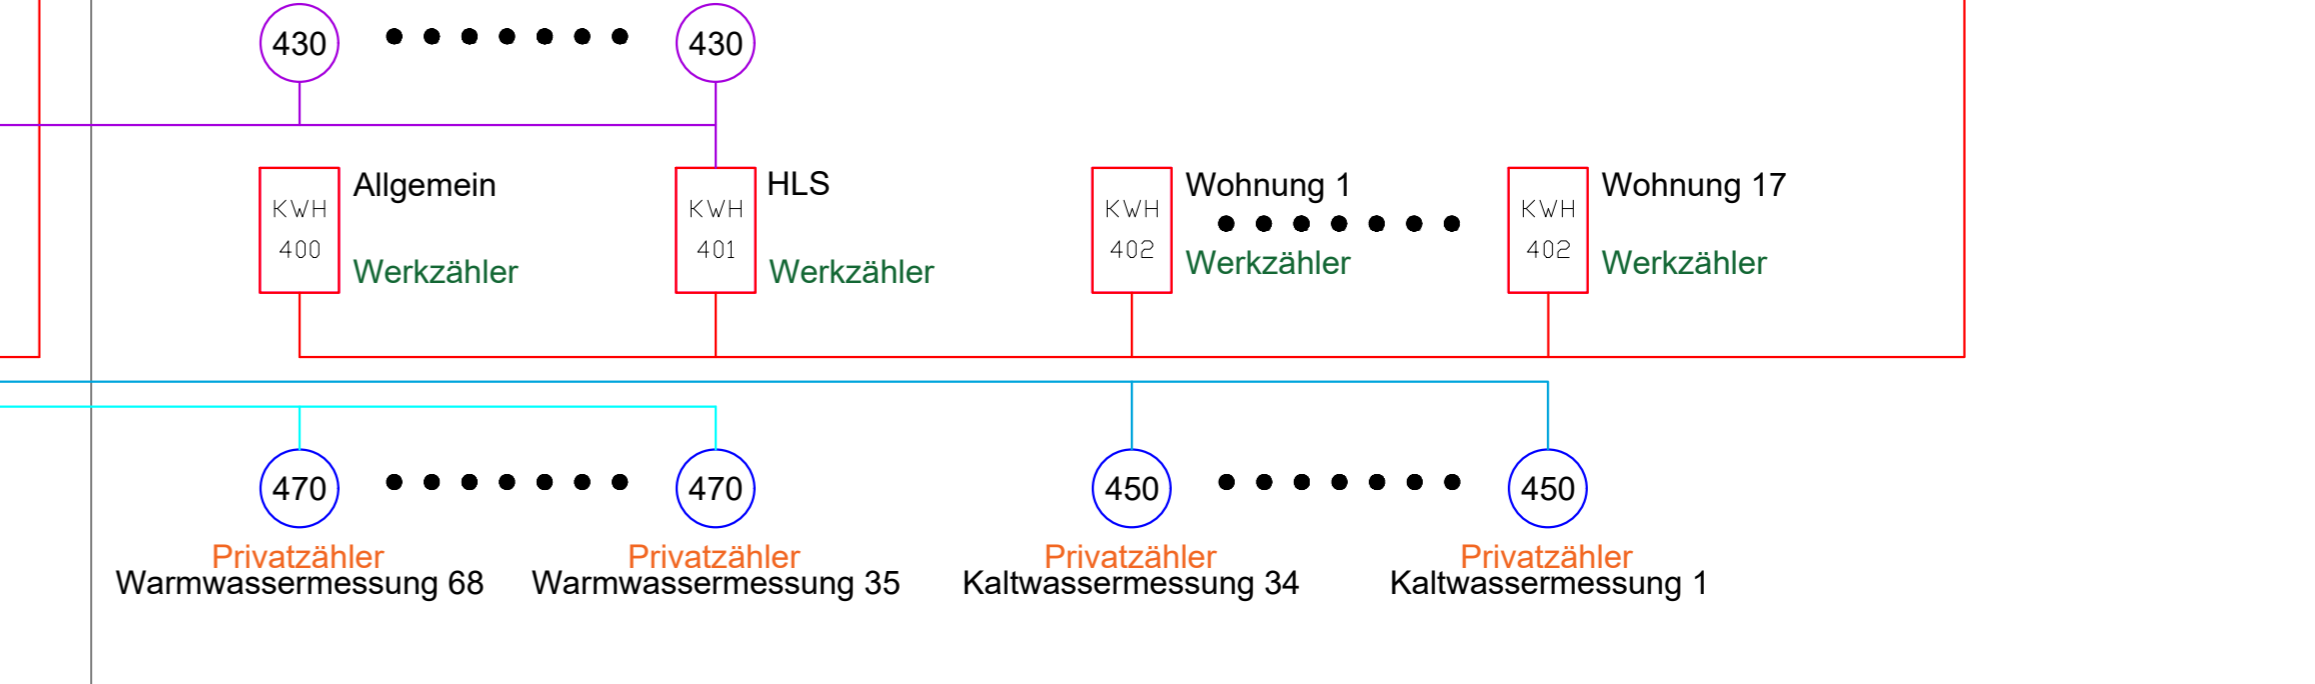 430 430
Allgemein HLS Wohnung 1 Wohnung 17
KWH KWH KWH KWH
400 401 402 402
Werkzähler Werkzähler Werkzähler Werkzähler
470 470 450 450
Privatzähler Privatzähler Privatzähler Privatzähler
Warmwassermessung 68 Warmwassermessung 35 Kaltwassermessung 34 Kaltwassermessung 1